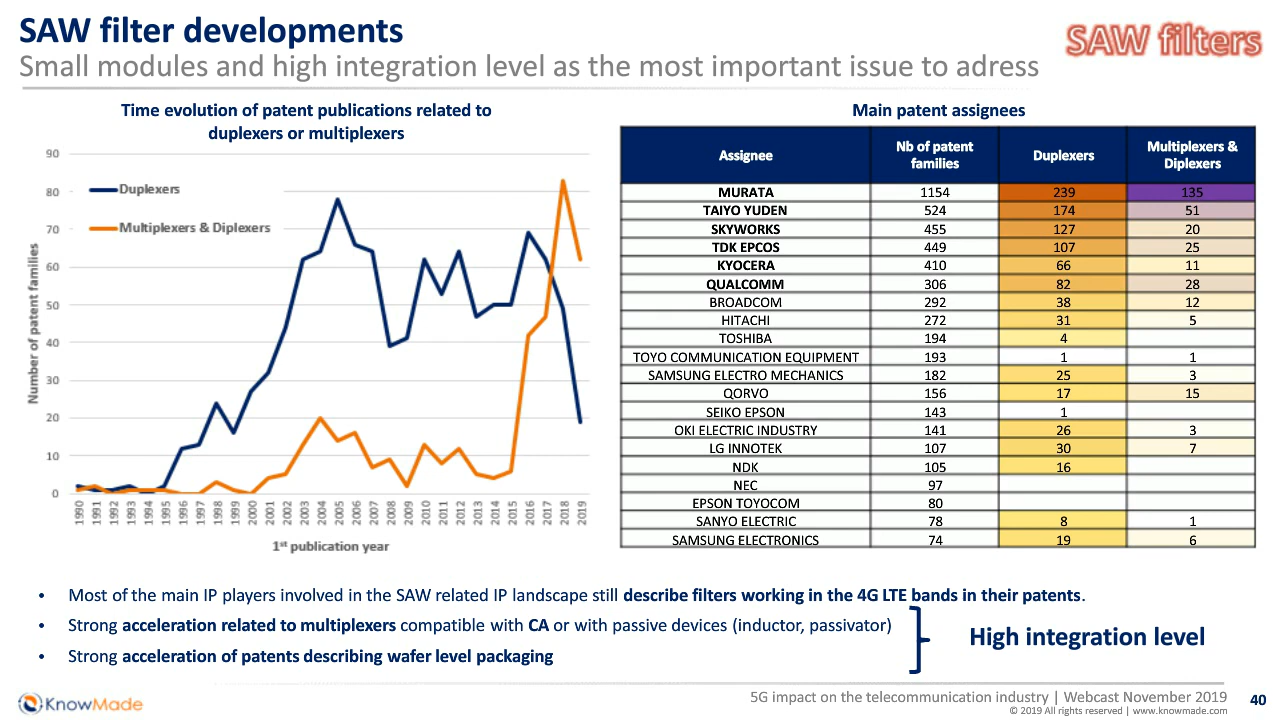 SAW filter developments
SAW filters
Small modules and high integration level as the most important issue to adress
Time evolution of patent publications related to
duplexers or multiplexers
Number of patent families
90
80
70
60
50
40
30
20
10
0
Duplexers
Multiplexers & Diplexers
1990 1991 1992 1993 1994 1995 1996 1997 1998 1999 2000 2001 2002 2003 2004 2005 2006 2007 2008 2009 2010 2011 2012 2013 2014 2015 2016 2017 2018 2019
1st publication year
Main patent assignees
Assignee Nb of patent families Duplexers Multiplexers & Diplexers
MURATA 1154 239 135
TAIYO YUDEN 524 174 51
SKYWORKS 455 127 20
TDK EPCOS 449 107 25
KYOCERA 410 66 11
QUALCOMM 306 82 28
BROADCOM 292 38 12
HITACHI 272 31 5
TOSHIBA 194 4
TOYO COMMUNICATION EQUIPMENT 193 1 1
SAMSUNG ELECTRO MECHANICS 182 25 3
QORVO 156 17 15
SEIKO EPSON 143 1
OKI ELECTRIC INDUSTRY 141 26 3
LG INNOTEK 107 30 7
NDK 105 16
NEC 97
EPSON TOYOCOM 80
SANYO ELECTRIC 78 8 1
SAMSUNG ELECTRONICS 74 19 6
• Most of the main IP players involved in the SAW related IP landscape still describe filters working in the 4G LTE bands in their patents.
• Strong acceleration related to multiplexers compatible with CA or with passive devices (inductor, passivator)
• Strong acceleration of patents describing wafer level packaging
High integration level
KnowMade
5G impact on the telecommunication industry | Webcast November 2019
© 2019 All rights reserved | www.knowmade.com
40